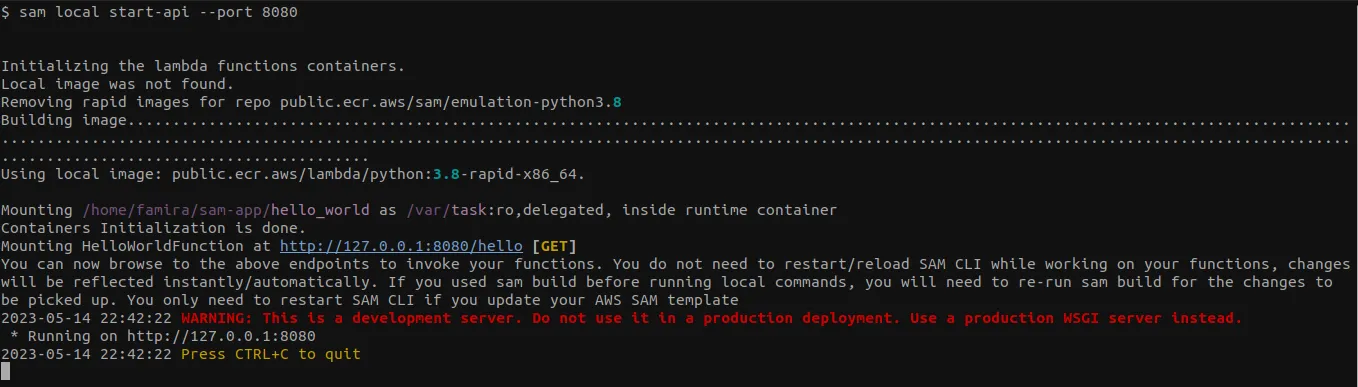 $ sam local start-api --port 8080
Initializing the lambda functions containers.
Local image was not found.
Removing rapid images for repo public.ecr.aws/sam/emulation-python3.8
Building image........................................................................................................................................
......................................................................................................................................................
.........................................
Using local image: public.ecr.aws/lambda/python:3.8-rapid-x86_64.
Mounting /home/famira/sam-app/hello_world as /var/task:ro,delegated, inside runtime container
Containers Initialization is done.
Mounting HelloWorldFunction at http://127.0.0.1:8080/hello [GET]
You can now browse to the above endpoints to invoke your functions. You do not need to restart/reload SAM CLI while working on your functions, changes
will be reflected instantly/automatically. If you used sam build before running local commands, you will need to re-run sam build for the changes to
be picked up. You only need to restart SAM CLI if you update your AWS SAM template
2023-05-14 22:42:22 WARNING: This is a development server. Do not use it in a production deployment. Use a production WSGI server instead.
 * Running on http://127.0.0.1:8080
2023-05-14 22:42:22 Press CTRL+C to quit